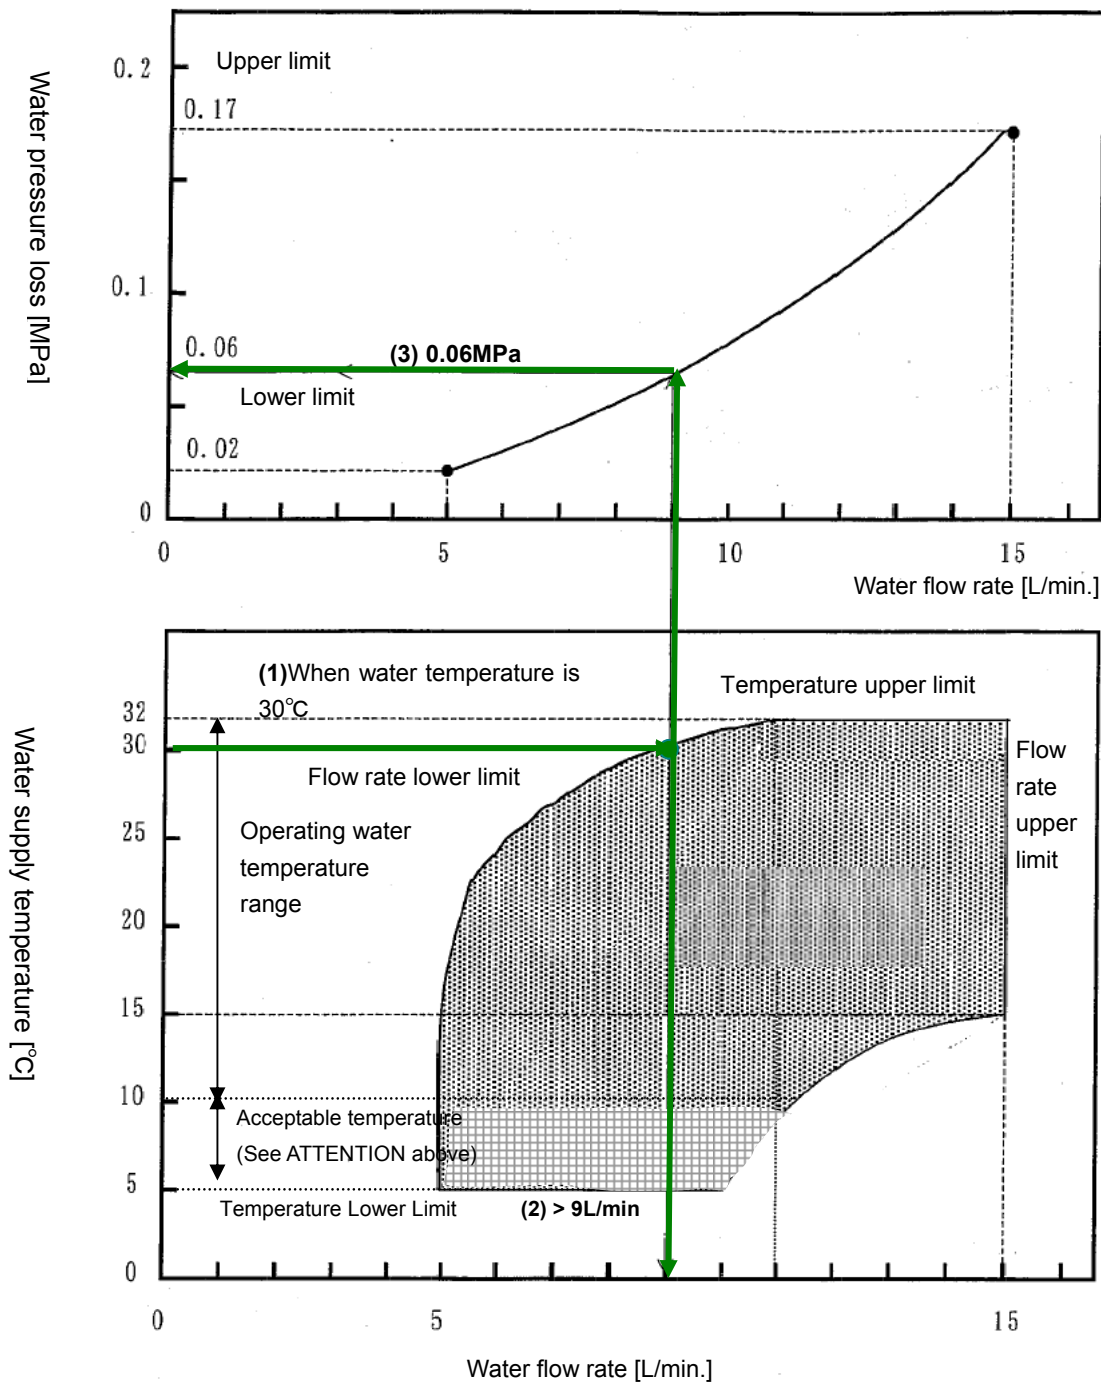 Water pressure loss [MPa]
0.2
Upper limit
0.17
0.1
0.06
(3) 0.06MPa
Lower limit
0.02
0
0
5
10
15
Water flow rate [L/min.]
Water supply temperature [°C]
(1)When water temperature is
30℃
Temperature upper limit
32
30
Flow rate lower limit
Flow
rate
upper
limit
25
Operating water
temperature
range
20
15
10
Acceptable temperature
(See ATTENTION above)
5
Temperature Lower Limit
(2) > 9L/min
0
0
5
15
Water flow rate [L/min.]